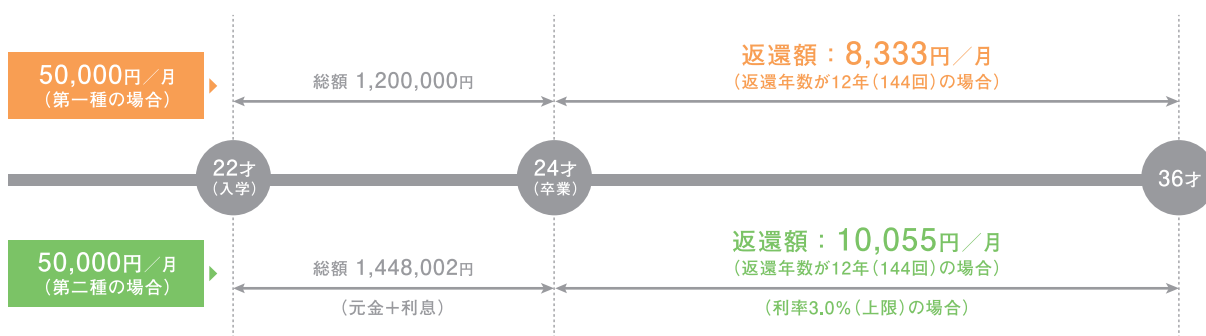 50,000円／月
（第一種の場合）
総額 1,200,000円
返還額：8,333円／月
（返還年数が12年（144回）の場合）
22才
（入学）
24才
（卒業）
36才
50,000円／月
（第二種の場合）
総額 1,448,002円
（元金＋利息）
返還額：10,055円／月
（返還年数が12年（144回）の場合）
（利率3.0%（上限）の場合）